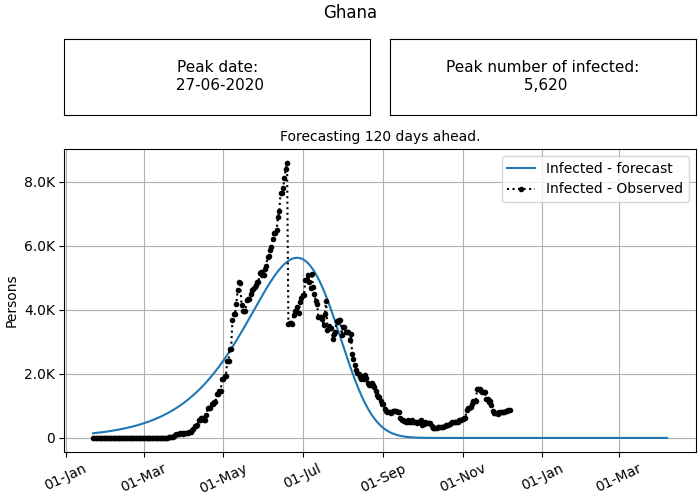 Ghana
Peak date:
27-06-2020
Peak number of infected:
5,620
Forecasting 120 days ahead.
Infected - forecast
Infected - Observed
Persons
8.0K
6.0K
4.0K
2.0K
0
01-Jan
01-Mar
01-May
01-Jul
01-Sep
01-Nov
01-Jan
01-Mar